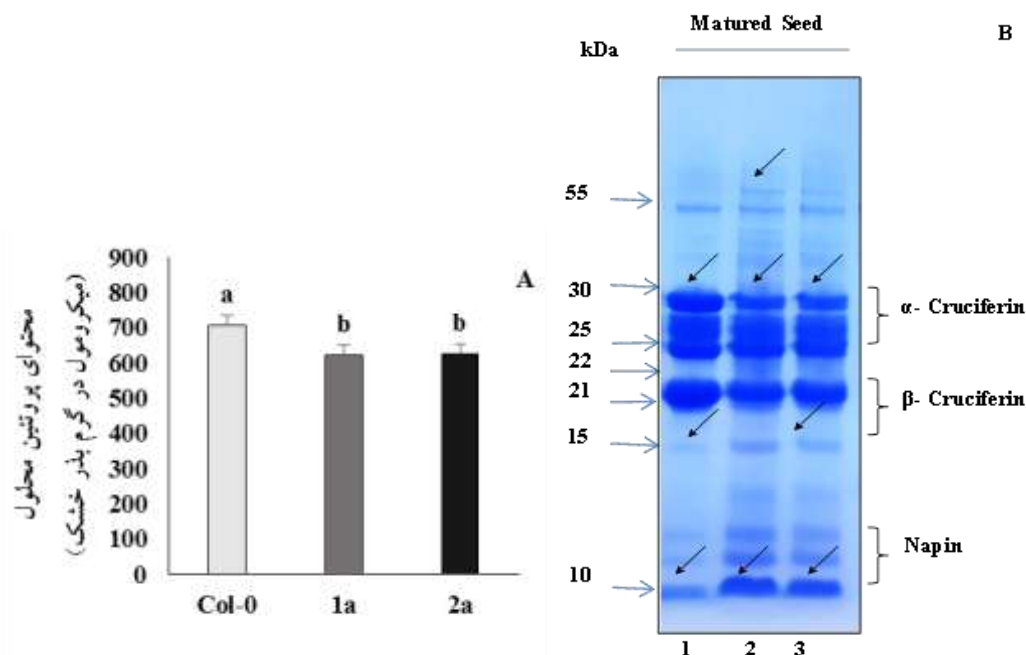 محتوای پروتئین محلول
(میکرومول در گرم بذر خشک)
900
800
700
600
500
400
300
200
100
0
a
b
b
A
Col-0
1a
2a
Matured Seed
B
kDa
55
30
25
22
21
15
10
α- Cruciferin
β- Cruciferin
Napin
1
2
3